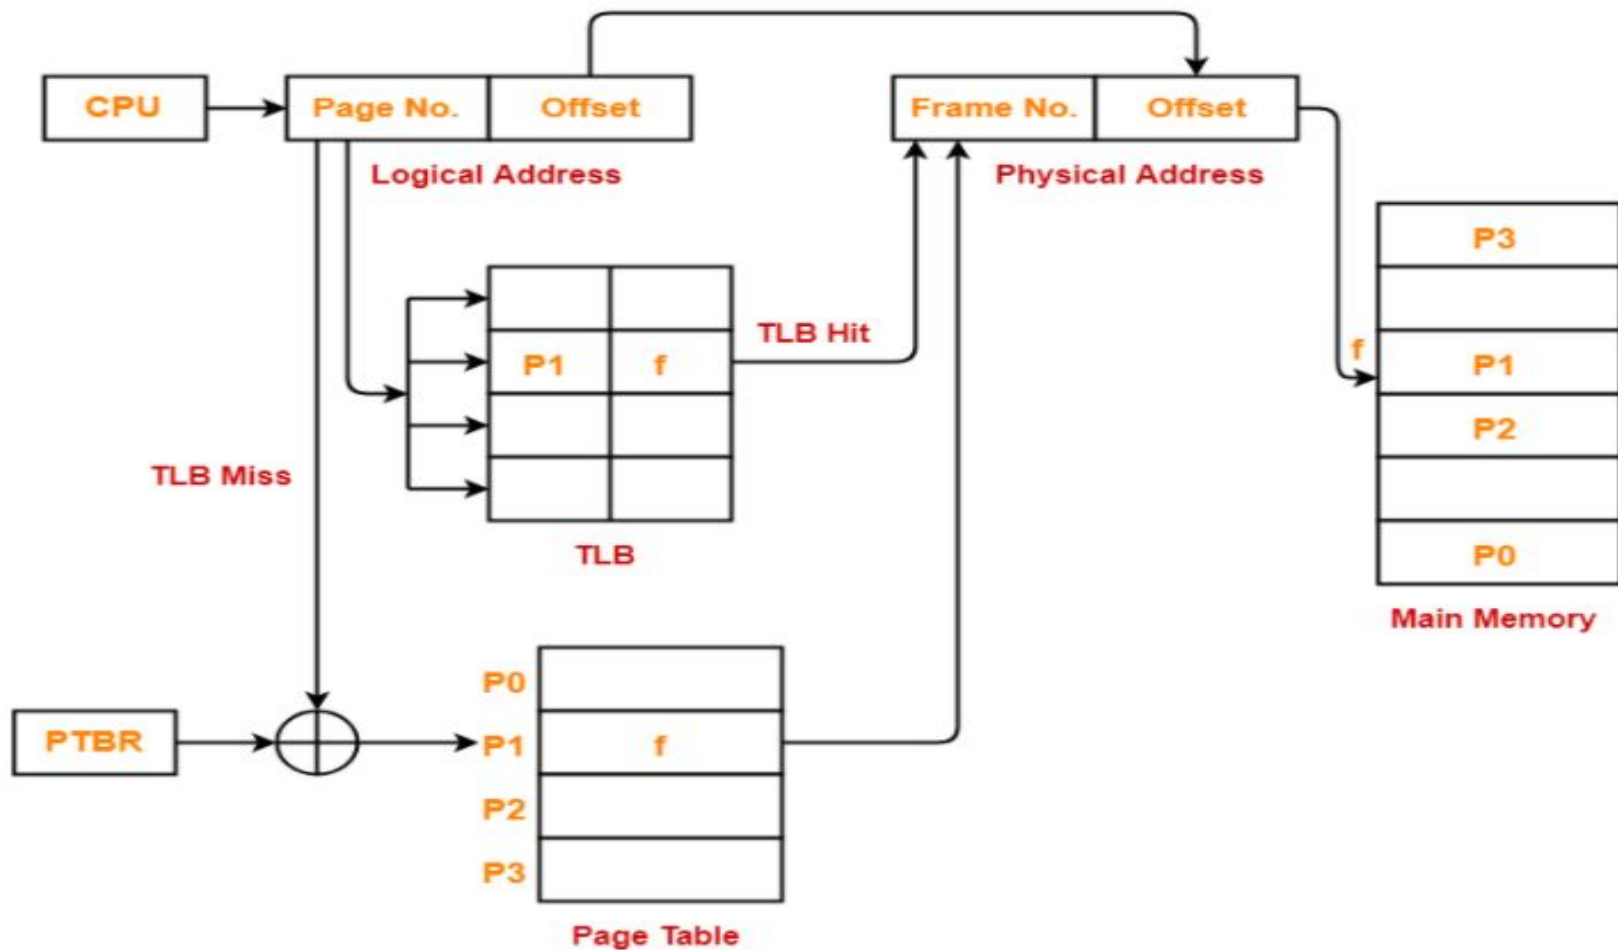 CPU
Page No.
Offset
Frame No.
Offset
Logical Address
Physical Address
P3
TLB Hit
P1
f
f
P1
P2
TLB Miss
TLB
P0
Main Memory
P0
PTBR
P1
f
P2
P3
Page Table